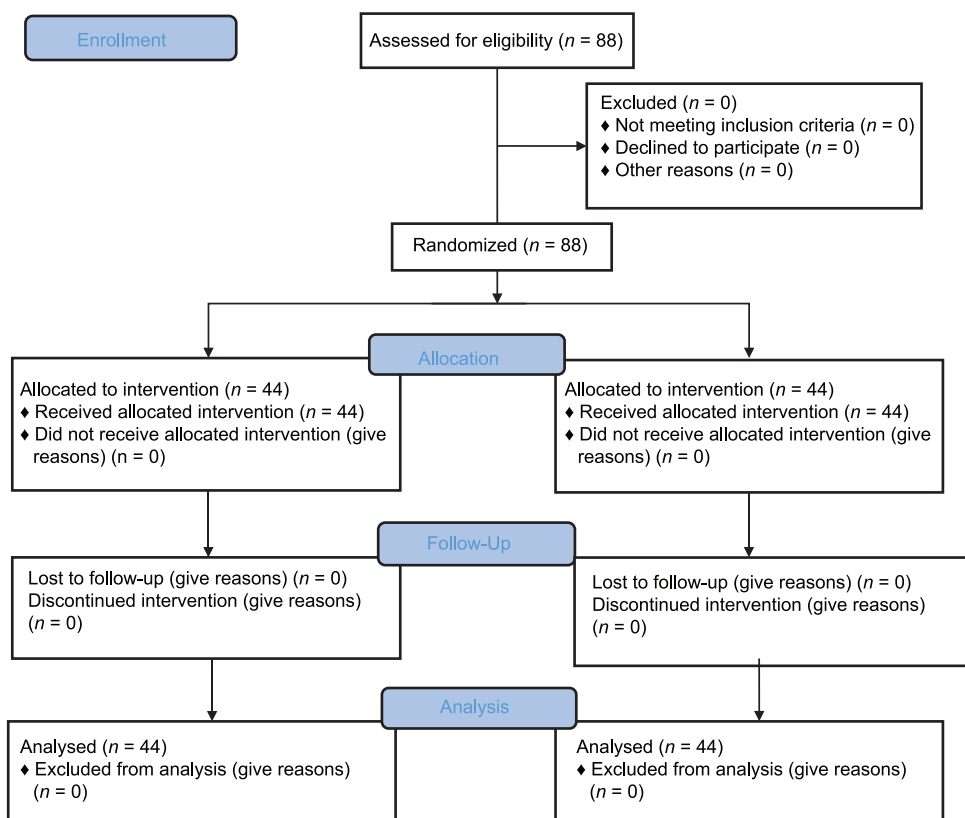 Enrollment
Assessed for eligibility (n = 88)
Excluded (n = 0)
♦ Not meeting inclusion criteria (n = 0)
♦ Declined to participate (n = 0)
♦ Other reasons (n = 0)
Randomized (n = 88)
Allocation
Allocated to intervention (n = 44)
♦ Received allocated intervention (n = 44)
♦ Did not receive allocated intervention (give
reasons) (n = 0)
Allocated to intervention (n = 44)
♦ Received allocated intervention (n = 44)
♦ Did not receive allocated intervention (give
reasons) (n = 0)
Follow-Up
Lost to follow-up (give reasons) (n = 0)
Discontinued intervention (give reasons)
(n = 0)
Lost to follow-up (give reasons) (n = 0)
Discontinued intervention (give reasons)
(n = 0)
Analysis
Analysed (n = 44)
♦ Excluded from analysis (give reasons)
(n = 0)
Analysed (n = 44)
♦ Excluded from analysis (give reasons)
(n = 0)